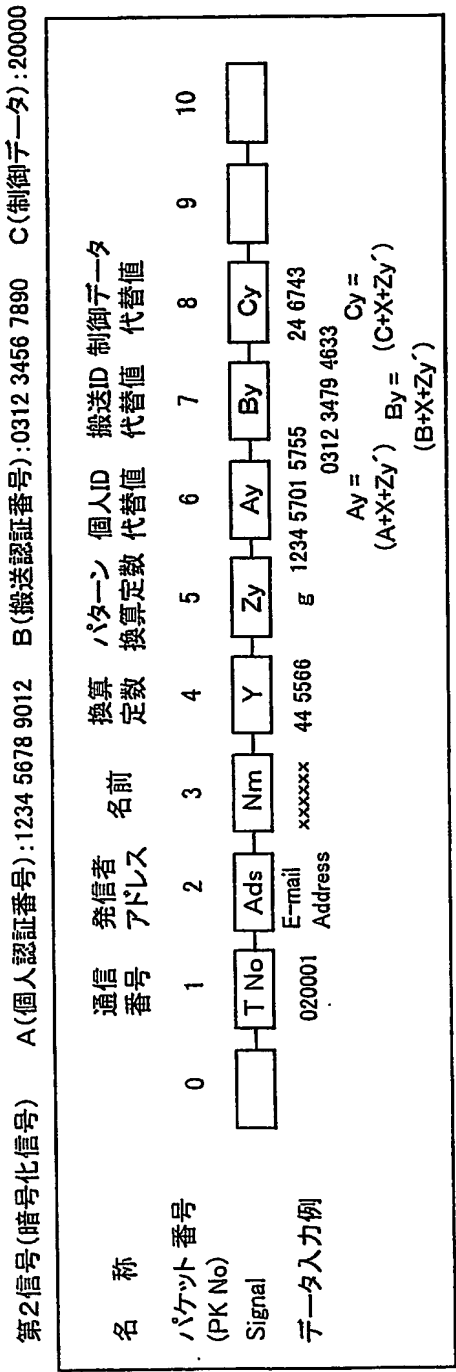 第2信号(暗号化信号) A(個人認証番号):1234 5678 9012 B(搬送認証番号):0312 3456 7890 C(制御データ):20000
名 称 通信番号 発信者アドレス 名前 換算定数 パターン換算定数 個人ID代替値 搬送ID代替値 制御データ代替値
パケット番号 (PK No) 0 1 2 3 4 5 6 7 8 9 10
Signal T No Ads Nm Y Zy Ay By Cy
データ入力例 020001 E-mail Address xxxxxx 44 5566 g 1234 5701 5755 0312 3479 4633 24 6743
Ay = (A+X+Zy´)
By = (B+X+Zy´)
Cy = (C+X+Zy´)